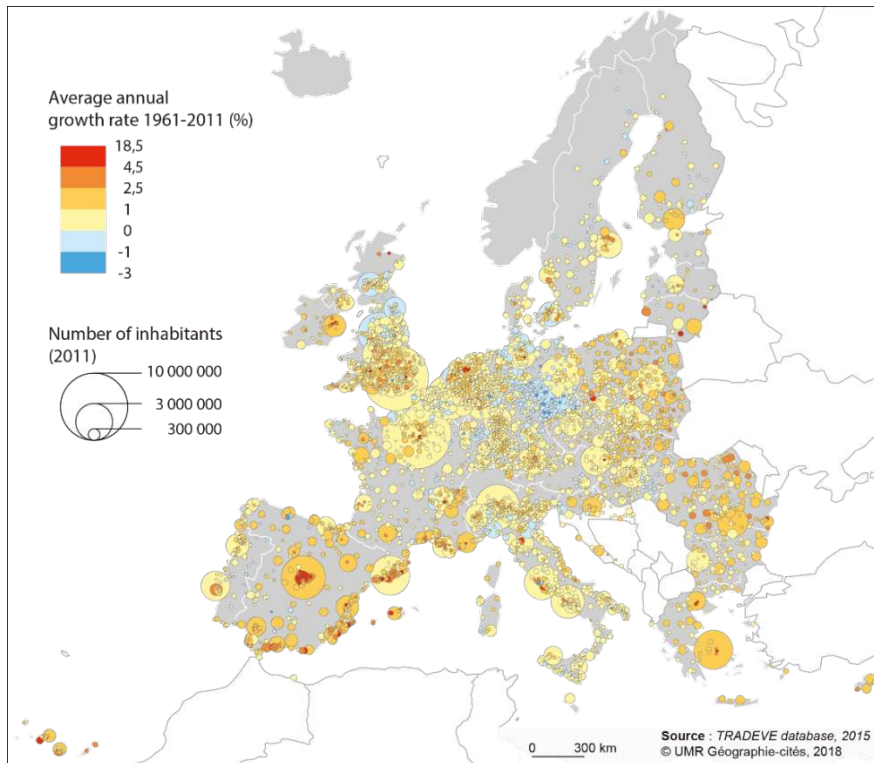 Average annual
growth rate 1961-2011 (%)
18,5
4,5
2,5
1
0
-1
-3
Number of inhabitants
(2011)
10 000 000
3 000 000
300 000
0 300 km
Source : TRADEVE database, 2015
© UMR Géographie-cités, 2018